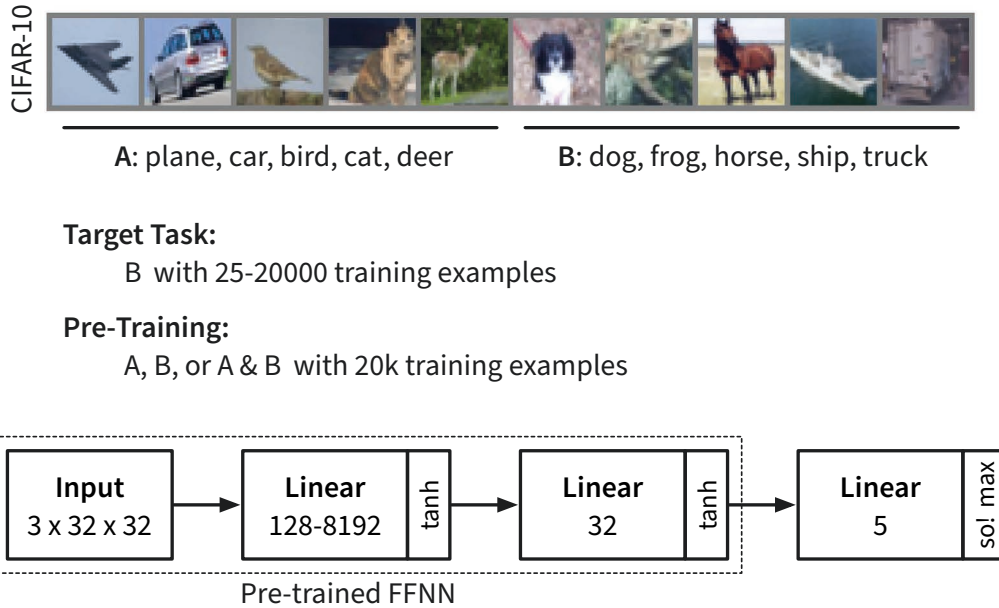 CIFAR-10
A: plane, car, bird, cat, deer
B: dog, frog, horse, ship, truck
Target Task:
B with 25-20000 training examples
Pre-Training:
A, B, or A & B with 20k training examples
Input
3 x 32 x 32
Linear
128-8192
tanh
Linear
32
tanh
Linear
5
so! max
Pre-trained FFNN